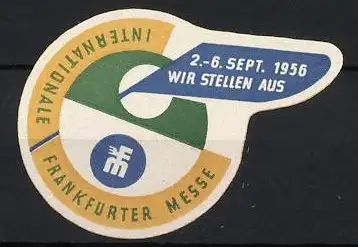 2.-6. SEPT. 1956
WIR STELLEN AUS
INTERNATIONALE
FRANKFURTER MESSE